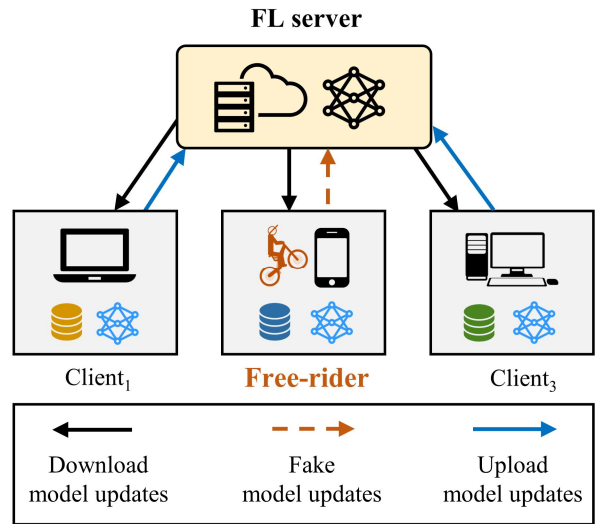 FL server
Client₁
Free-rider
Client₃
Download
model updates
Fake
model updates
Upload
model updates